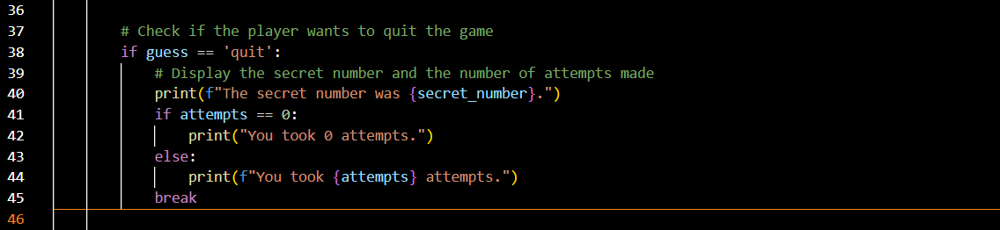 36
37 # Check if the player wants to quit the game
38 if guess == 'quit':
39 # Display the secret number and the number of attempts made
40 print(f"The secret number was {secret_number}.")
41 if attempts == 0:
42 print("You took 0 attempts.")
43 else:
44 print(f"You took {attempts} attempts.")
45 break
46